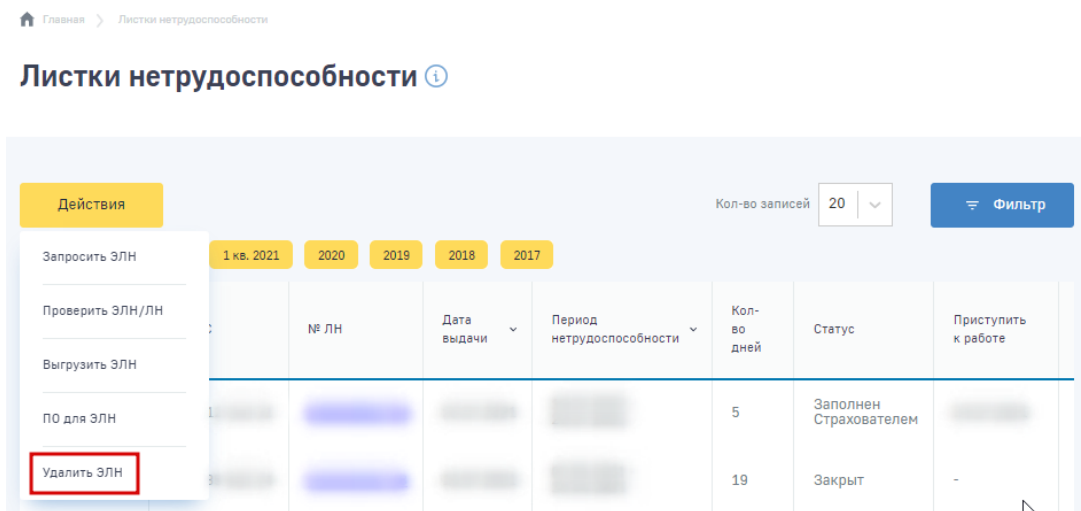 Главная > Листки нетрудоспособности
Листки нетрудоспособности i
Действия
Кол-во записей 20
Фильтр
Запросить ЭЛН
1 кв. 2021 2020 2019 2018 2017
Проверить ЭЛН/ЛН
Выгрузить ЭЛН
ПО для ЭЛН
Удалить ЭЛН
№ ЛН
Дата
выдачи
Период
нетрудоспособности
Кол-
во
дней
Статус
Приступить
к работе
5
Заполнен
Страхователем
19
Закрыт
-